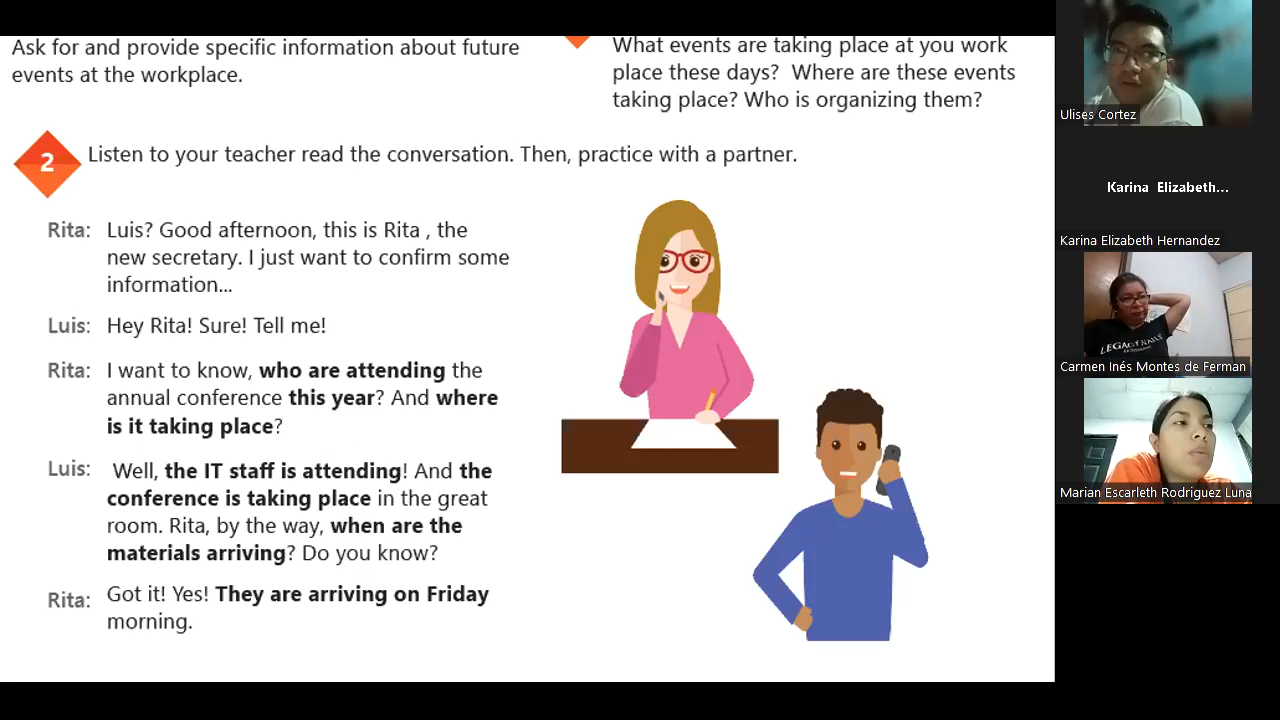 Ask for and provide specific information about future
events at the workplace.
What events are taking place at you work
place these days?  Where are these events
taking place? Who is organizing them?
2
Listen to your teacher read the conversation. Then, practice with a partner.
Rita: Luis? Good afternoon, this is Rita , the
new secretary. I just want to confirm some
information...
Luis: Hey Rita! Sure! Tell me!
Rita: I want to know, who are attending the
annual conference this year? And where
is it taking place?
Luis: Well, the IT staff is attending! And the
conference is taking place in the great
room. Rita, by the way, when are the
materials arriving? Do you know?
Rita: Got it! Yes! They are arriving on Friday
morning.
Ulises Cortez
Karina Elizabeth...
Karina Elizabeth Hernandez
LEGACY NAILS
Carmen Inés Montes de Ferman
Marian Escarleth Rodriguez Luna